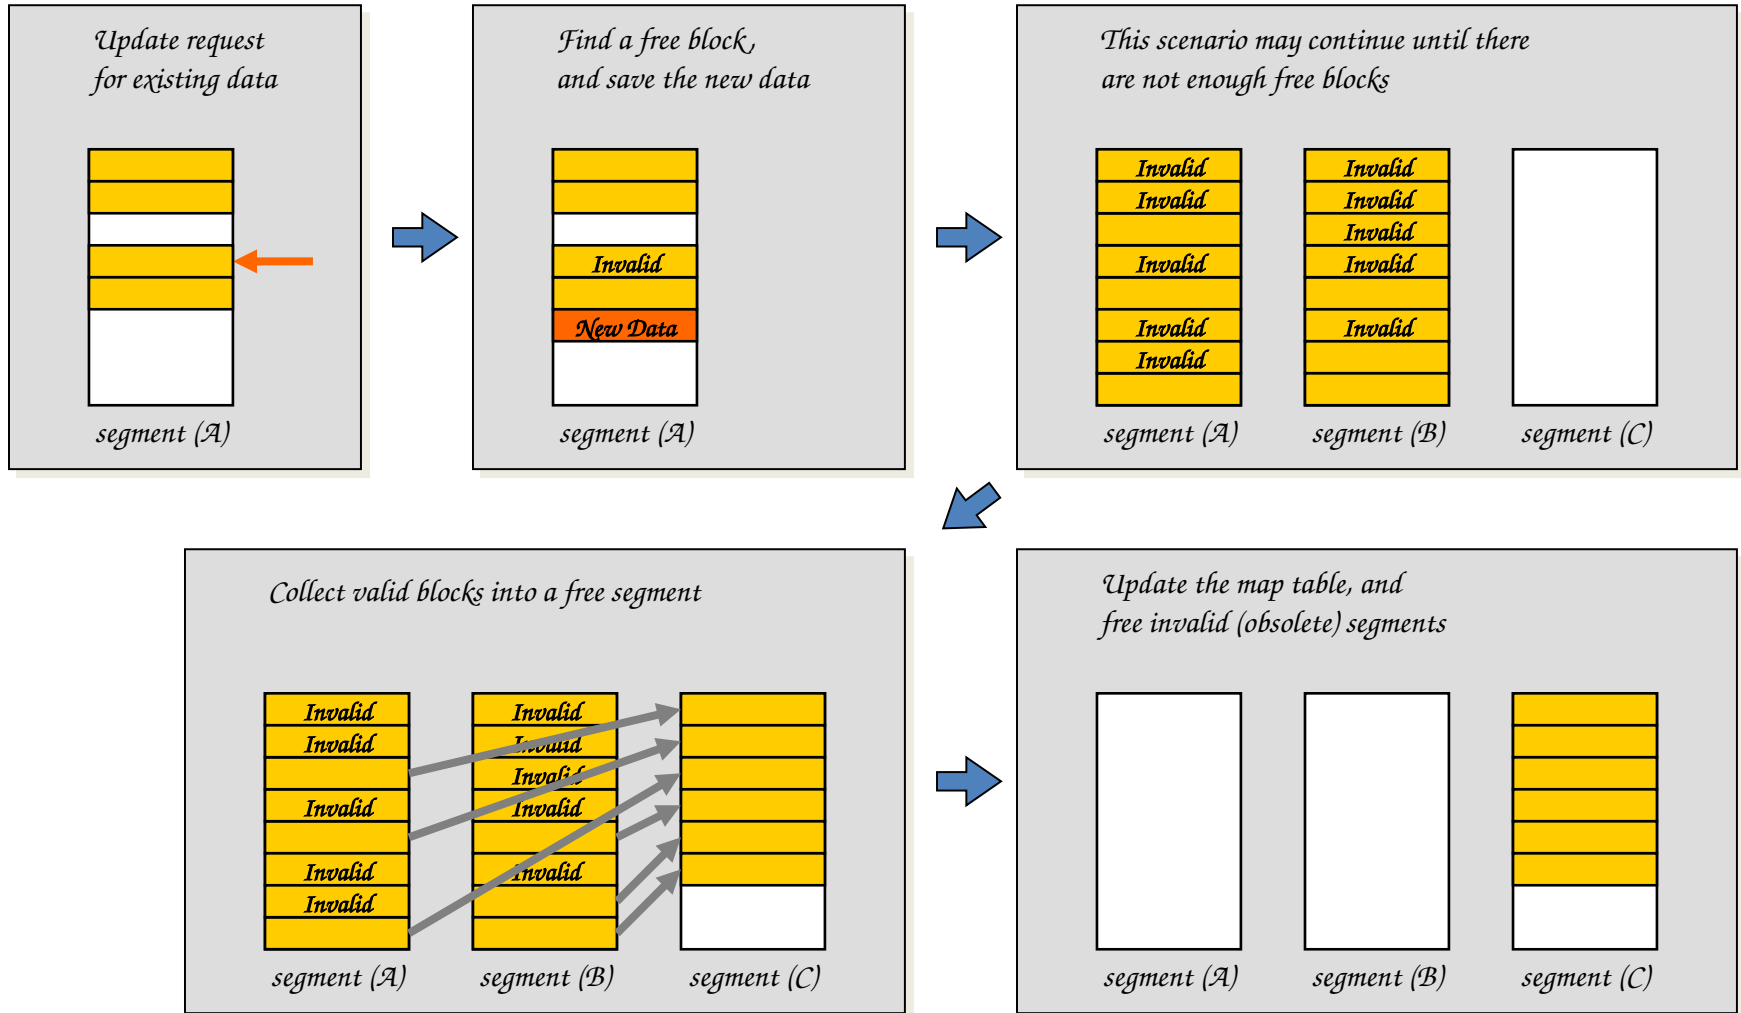 Update request
for existing data
segment (A)
Find a free block,
and save the new data
Invalid
New Data
segment (A)
This scenario may continue until there
are not enough free blocks
Invalid
Invalid
Invalid
Invalid
Invalid
segment (A)
Invalid
Invalid
Invalid
Invalid
Invalid
segment (B)
segment (C)
Collect valid blocks into a free segment
Invalid
Invalid
Invalid
Invalid
Invalid
segment (A)
Invalid
Invalid
Invalid
Invalid
Invalid
segment (B)
segment (C)
Update the map table, and
free invalid (obsolete) segments
segment (A)
segment (B)
segment (C)